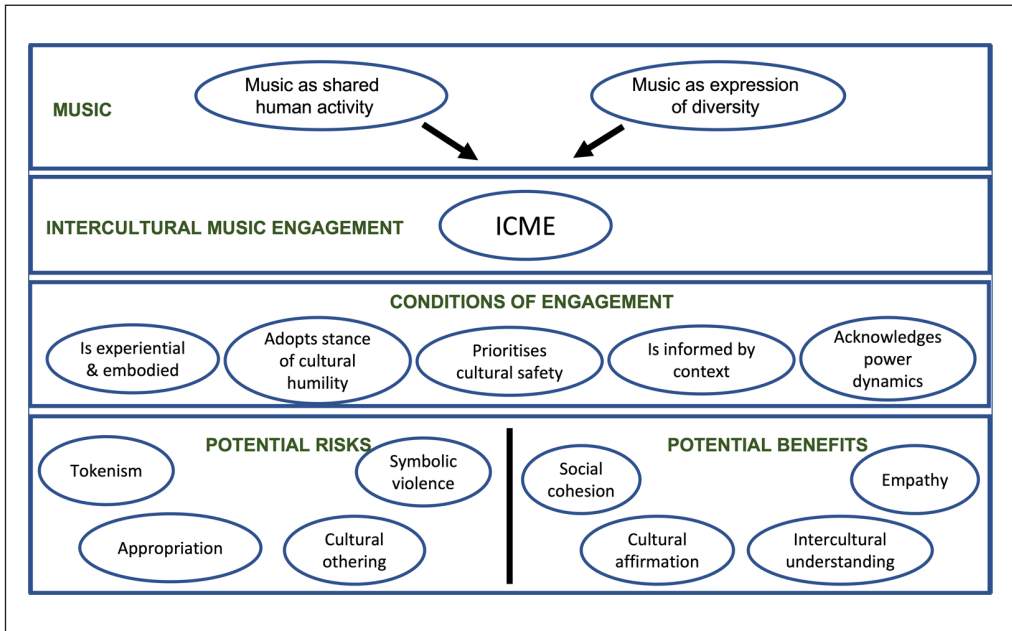 MUSIC
Music as shared
human activity
Music as expression
of diversity
INTERCULTURAL MUSIC ENGAGEMENT
ICME
CONDITIONS OF ENGAGEMENT
Is experiential
& embodied
Adopts stance
of cultural
humility
Prioritises
cultural safety
Is informed by
context
Acknowledges
power
dynamics
POTENTIAL RISKS
Tokenism
Symbolic
violence
Appropriation
Cultural
othering
POTENTIAL BENEFITS
Social
cohesion
Empathy
Cultural
affirmation
Intercultural
understanding